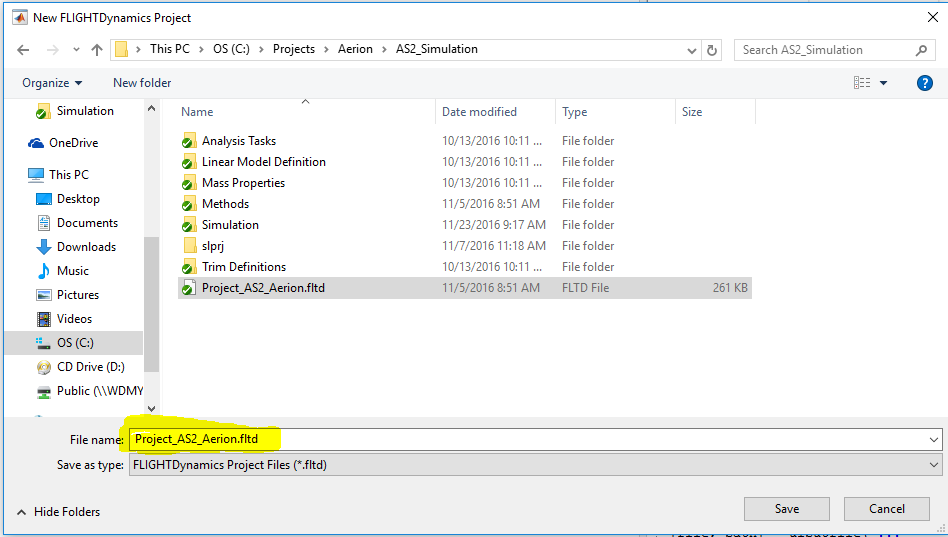 New FLIGHTDynamics Project
This PC > OS (C:) > Projects > Aerion > AS2_Simulation
Search AS2_Simulation
Organize
New folder
?
Simulation
OneDrive
This PC
Desktop
Documents
Downloads
Music
Pictures
Videos
OS (C:)
CD Drive (D:)
Public (\\WDMY
Name Date modified Type Size
Analysis Tasks 10/13/2016 10:11 ... File folder
Linear Model Definition 10/13/2016 10:11 ... File folder
Mass Properties 10/13/2016 10:11 ... File folder
Methods 11/5/2016 8:51 AM File folder
Simulation 11/23/2016 9:17 AM File folder
slprj 11/7/2016 11:18 AM File folder
Trim Definitions 10/13/2016 10:11 ... File folder
Project_AS2_Aerion.fltd 11/5/2016 8:51 AM FLTD File 261 KB
File name: Project_AS2_Aerion.fltd
Save as type: FLIGHTDynamics Project Files (*.fltd)
Hide Folders
Save
Cancel